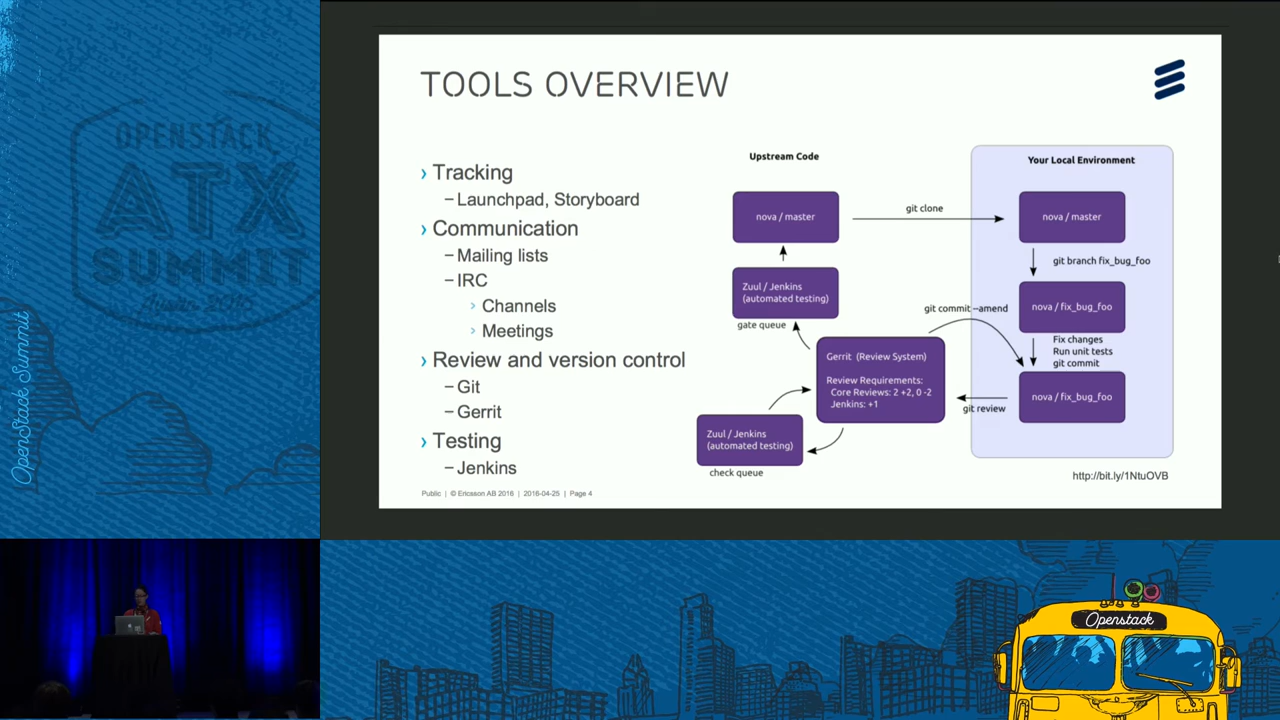 OPENSTACK
ATX
SUMMIT
OpenStack Summit
TOOLS OVERVIEW
› Tracking
– Launchpad, Storyboard
› Communication
– Mailing lists
– IRC
› Channels
› Meetings
› Review and version control
– Git
– Gerrit
› Testing
– Jenkins
Public | © Ericsson AB 2016 | 2016-04-25 | Page 4
Upstream Code
nova / master
git clone
Zuul / Jenkins
(automated testing)
gate queue
Gerrit (Review System)
Review Requirements:
Core Reviews: 2 +2, 0 -2
Jenkins: +1
Zuul / Jenkins
(automated testing)
check queue
Your Local Environment
nova / master
git branch fix_bug_foo
nova / fix_bug_foo
git commit --amend
Fix changes
Run unit tests
git commit
nova / fix_bug_foo
git review
http://bit.ly/1NtuOVB
Openstack